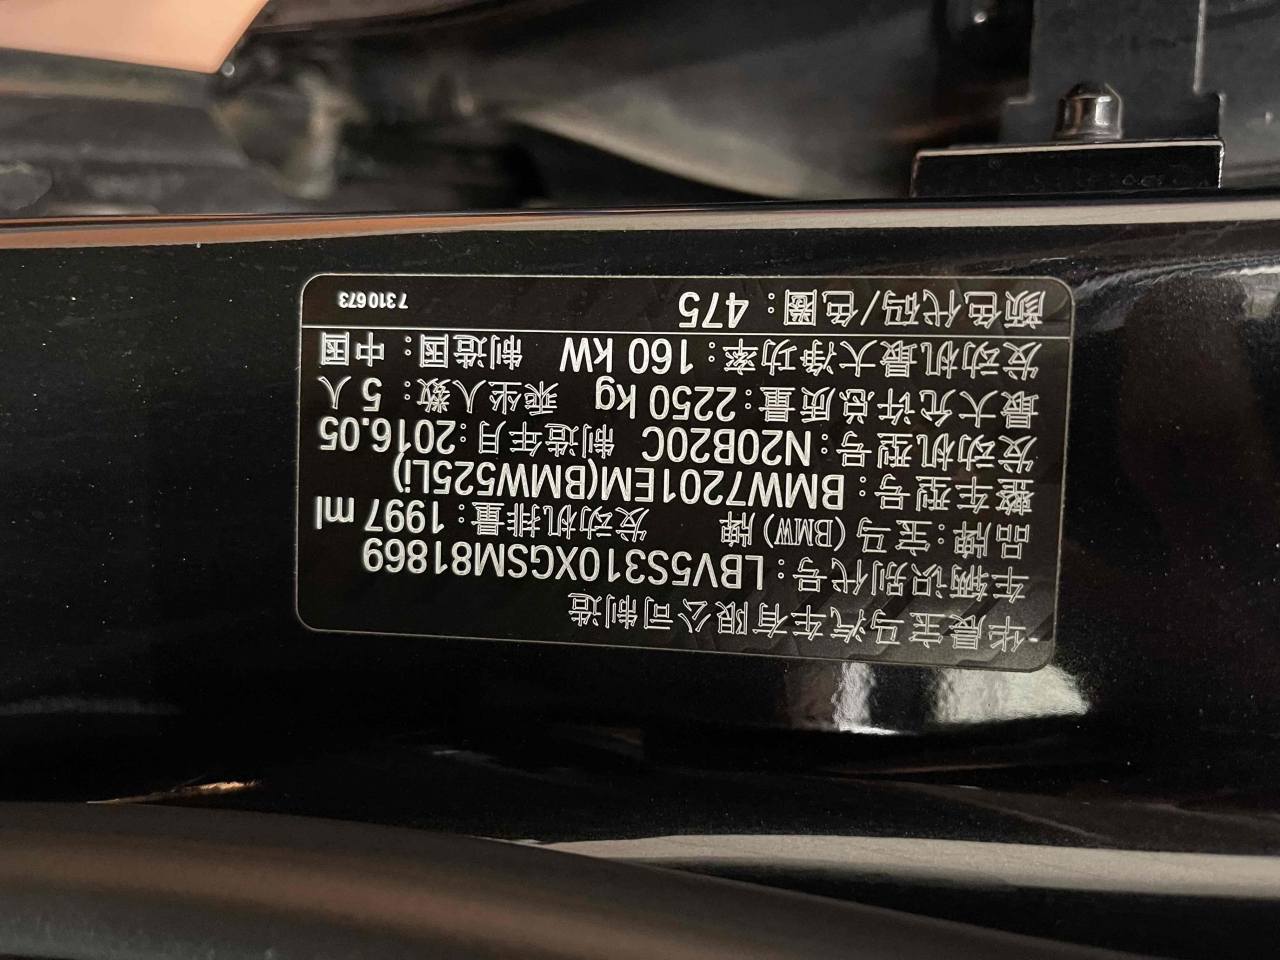 华晨宝马汽车有限公司制造
车辆识别代号：LBV5S310XGSM81869
品牌：宝马(BMW)牌 发动机排量：1997 ml
整车型号：BMW7201EM(BMW525Li)
发动机型号：N20B20C 制造年月：2016.05
最大允许总质量：2250 kg 乘坐人数：5 人
发动机最大净功率：160 kW 制造国：中国
颜色代码/色圈：475 7 310 673